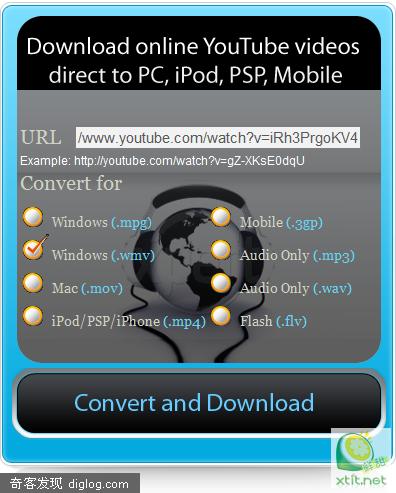 Download online YouTube videos
direct to PC, iPod, PSP, Mobile
URL /www.youtube.com/watch?v=iRh3PrgoKV4
Example: http://youtube.com/watch?v=gZ-XKsE0dqU
Convert for
Windows (.mpg) Mobile (.3gp)
Windows (.wmv) Audio Only (.mp3)
Mac (.mov) Audio Only (.wav)
iPod/PSP/iPhone (.mp4) Flash (.flv)
Convert and Download
鲜甜
xtit.net
奇客发现 diglog.com